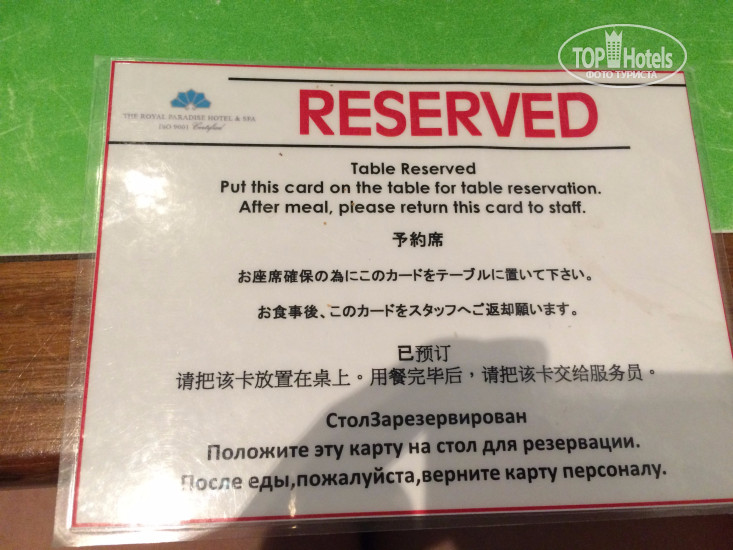 TOP Hotels
ФОТО ТУРИСТА
THE ROYAL PARADISE HOTEL & SPA
ISO 9001 Certified
RESERVED
Table Reserved
Put this card on the table for table reservation.
After meal, please return this card to staff.
予約席
お座席確保の為にこのカードをテーブルに置いて下さい。
お食事後、このカードをスタッフへご返却願います。
已预订
请把该卡放置在桌上。用餐完毕后，请把该卡交给服务员。
СтолЗарезервирован
Положите эту карту на стол для резервации.
После еды,пожалуйста,верните карту персоналу.